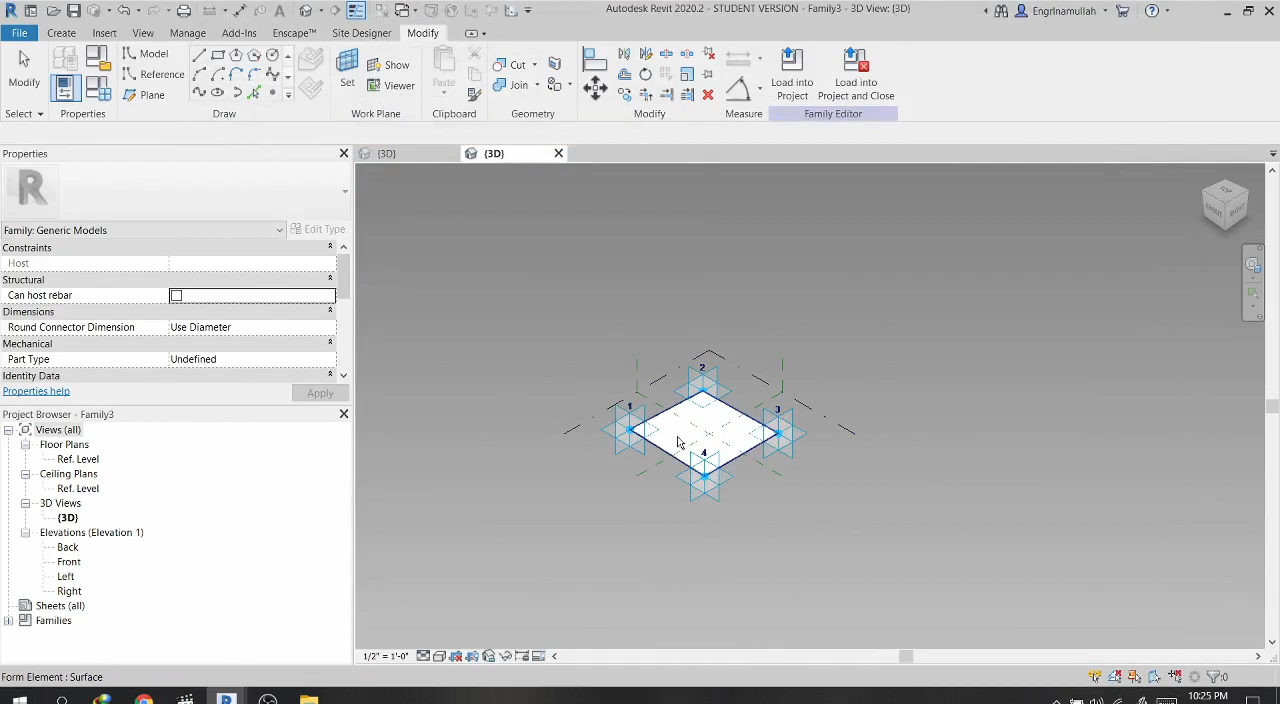 Autodesk Revit 2020.2 - STUDENT VERSION - Family3 - 3D View: {3D}
EngrInamullah
File
Create
Insert
View
Manage
Add-Ins
Enscape™
Site Designer
Modify
Modify
Model
Reference
Plane
Set
Show
Viewer
Paste
Cut
Join
Load into
Project
Load into
Project and Close
Select
Properties
Draw
Work Plane
Clipboard
Geometry
Modify
Measure
Family Editor
Properties
{3D}
{3D}
R
Family: Generic Models
Edit Type
Constraints
Host
Structural
Can host rebar
Dimensions
Round Connector Dimension
Use Diameter
Mechanical
Part Type
Undefined
Identity Data
Properties help
Apply
Project Browser - Family3
Views (all)
Floor Plans
Ref. Level
Ceiling Plans
Ref. Level
3D Views
{3D}
Elevations (Elevation 1)
Back
Front
Left
Right
Sheets (all)
Families
2
1
3
4
TOP
FRONT
RIGHT
1/2" = 1'-0"
Form Element : Surface
:0
10:25 PM